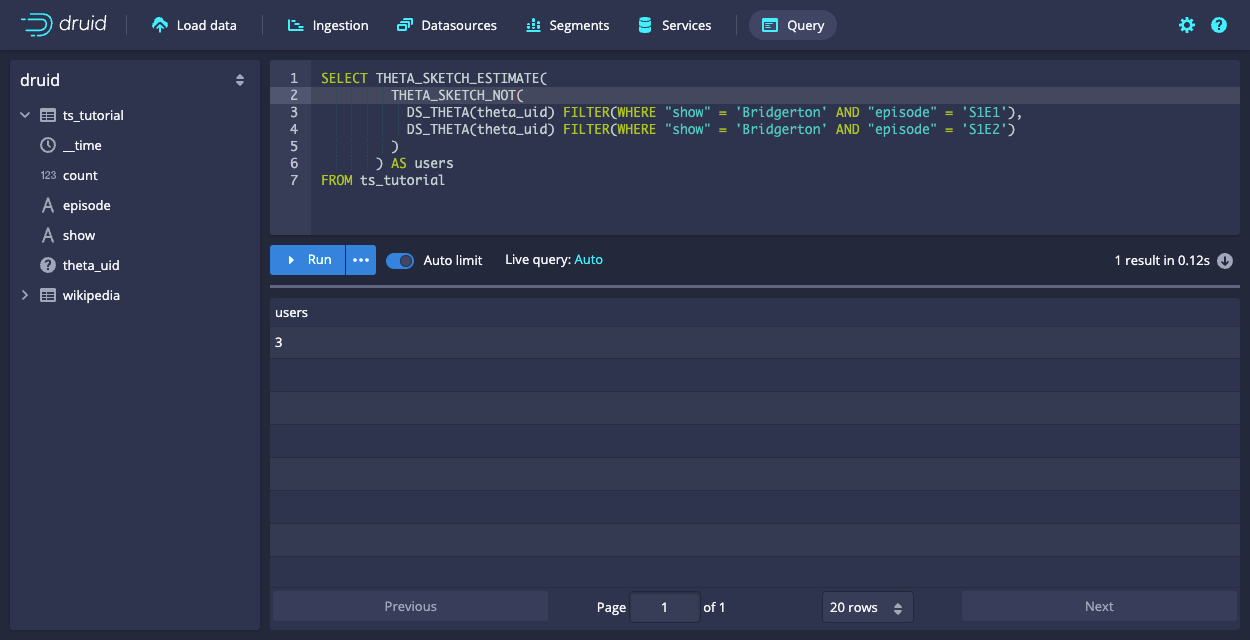 druid
Load data
Ingestion
Datasources
Segments
Services
Query
druid
ts_tutorial
__time
123 count
episode
show
theta_uid
wikipedia
1 SELECT THETA_SKETCH_ESTIMATE(
2 THETA_SKETCH_NOT(
3 DS_THETA(theta_uid) FILTER(WHERE "show" = 'Bridgerton' AND "episode" = 'S1E1'),
4 DS_THETA(theta_uid) FILTER(WHERE "show" = 'Bridgerton' AND "episode" = 'S1E2')
5 )
6 ) AS users
7 FROM ts_tutorial
Run
Auto limit
Live query: Auto
1 result in 0.12s
users
3
Previous
Page 1 of 1
20 rows
Next